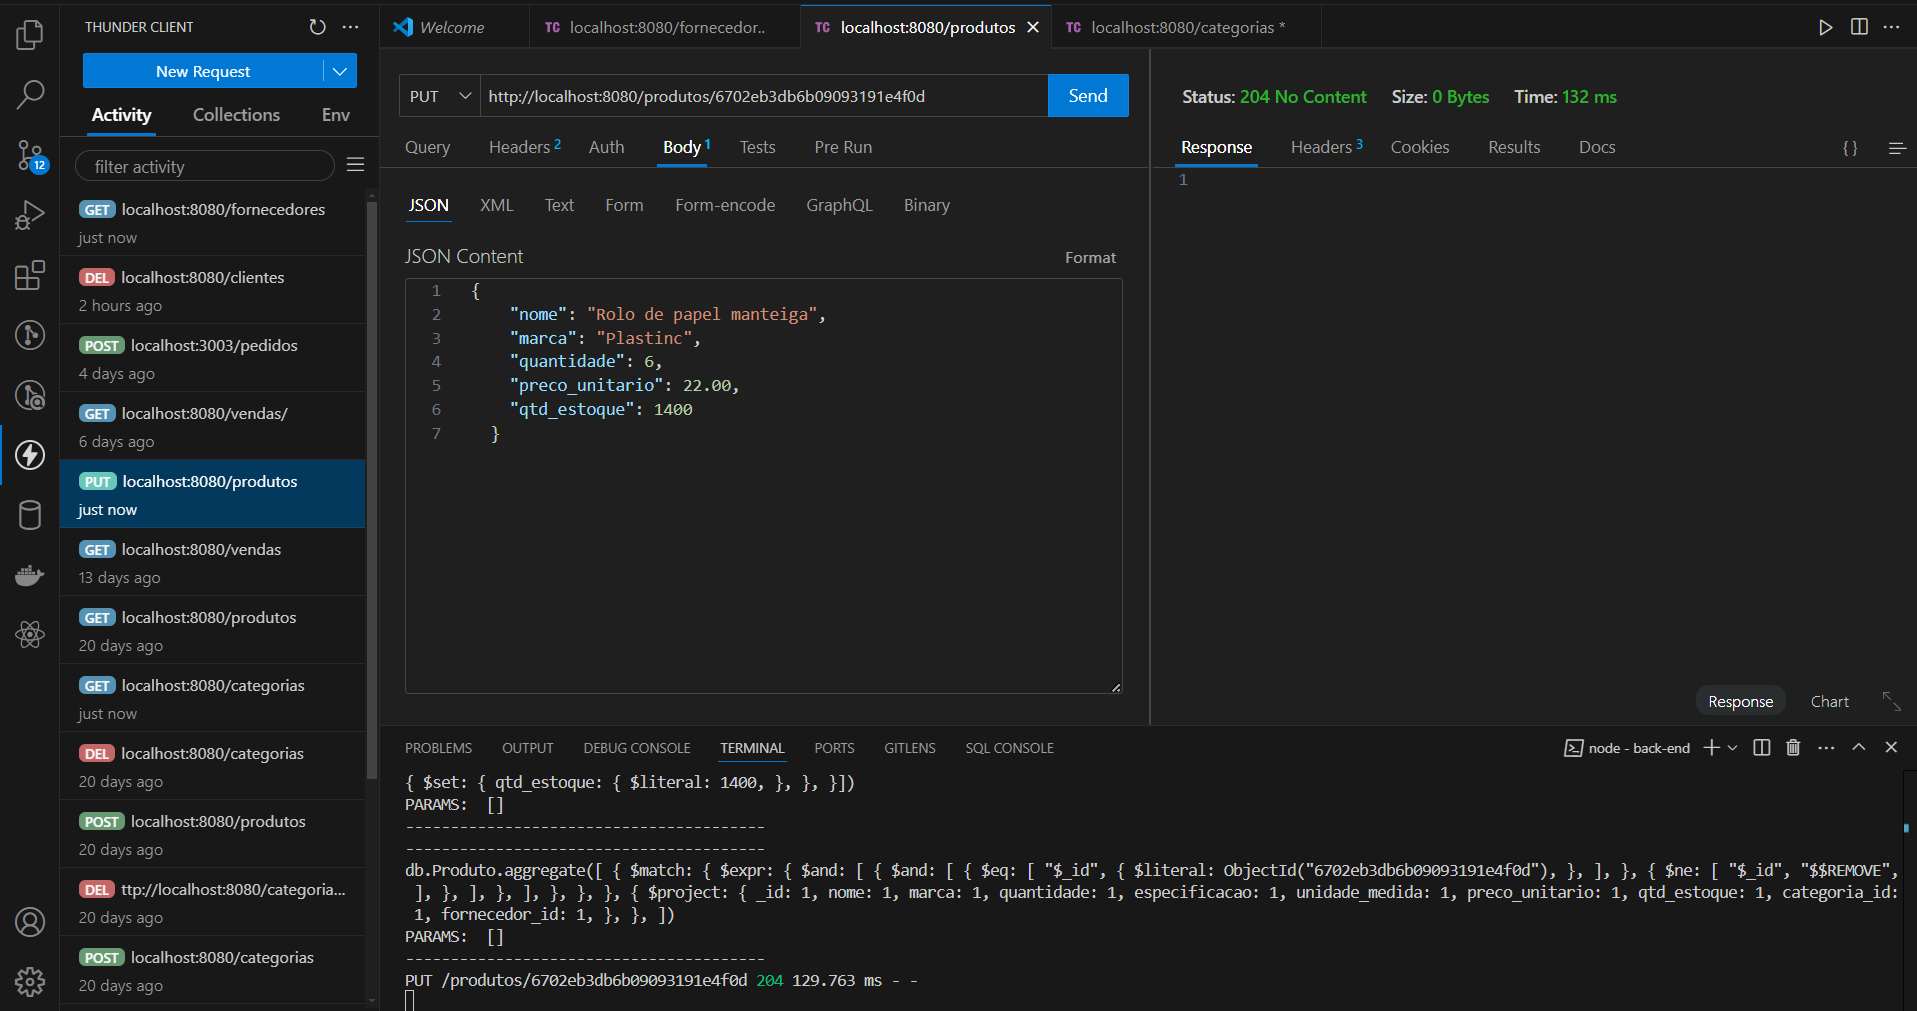 THUNDER CLIENT
New Request
Activity Collections Env
filter activity
GET localhost:8080/fornecedores
just now
DEL localhost:8080/clientes
2 hours ago
POST localhost:3003/pedidos
4 days ago
GET localhost:8080/vendas/
6 days ago
PUT localhost:8080/produtos
just now
GET localhost:8080/vendas
13 days ago
GET localhost:8080/produtos
20 days ago
GET localhost:8080/categorias
just now
DEL localhost:8080/categorias
20 days ago
POST localhost:8080/produtos
20 days ago
DEL ttp://localhost:8080/categoria...
20 days ago
POST localhost:8080/categorias
20 days ago
12
Welcome
TC localhost:8080/fornecedor..
TC localhost:8080/produtos
TC localhost:8080/categorias *
PUT http://localhost:8080/produtos/6702eb3db6b09093191e4f0d Send
Query Headers 2 Auth Body 1 Tests Pre Run
JSON XML Text Form Form-encode GraphQL Binary
JSON Content Format
1 {
2 "nome": "Rolo de papel manteiga",
3 "marca": "Plastinc",
4 "quantidade": 6,
5 "preco_unitario": 22.00,
6 "qtd_estoque": 1400
7 }
Status: 204 No Content Size: 0 Bytes Time: 132 ms
Response Headers 3 Cookies Results Docs { }
1
Response Chart
PROBLEMS OUTPUT DEBUG CONSOLE TERMINAL PORTS GITLENS SQL CONSOLE node - back-end
{ $set: { qtd_estoque: { $literal: 1400, }, }, }])
PARAMS: []
----------------------------------------
----------------------------------------
db.Produto.aggregate([ { $match: { $expr: { $and: [ { $and: [ { $eq: [ "$_id", { $literal: ObjectId("6702eb3db6b09093191e4f0d"), }, ], }, { $ne: [ "$_id", "$$REMOVE",
], }, ], }, ], }, }, }, { $project: { _id: 1, nome: 1, marca: 1, quantidade: 1, especificacao: 1, unidade_medida: 1, preco_unitario: 1, qtd_estoque: 1, categoria_id:
1, fornecedor_id: 1, }, }, ])
PARAMS: []
----------------------------------------
PUT /produtos/6702eb3db6b09093191e4f0d 204 129.763 ms - -